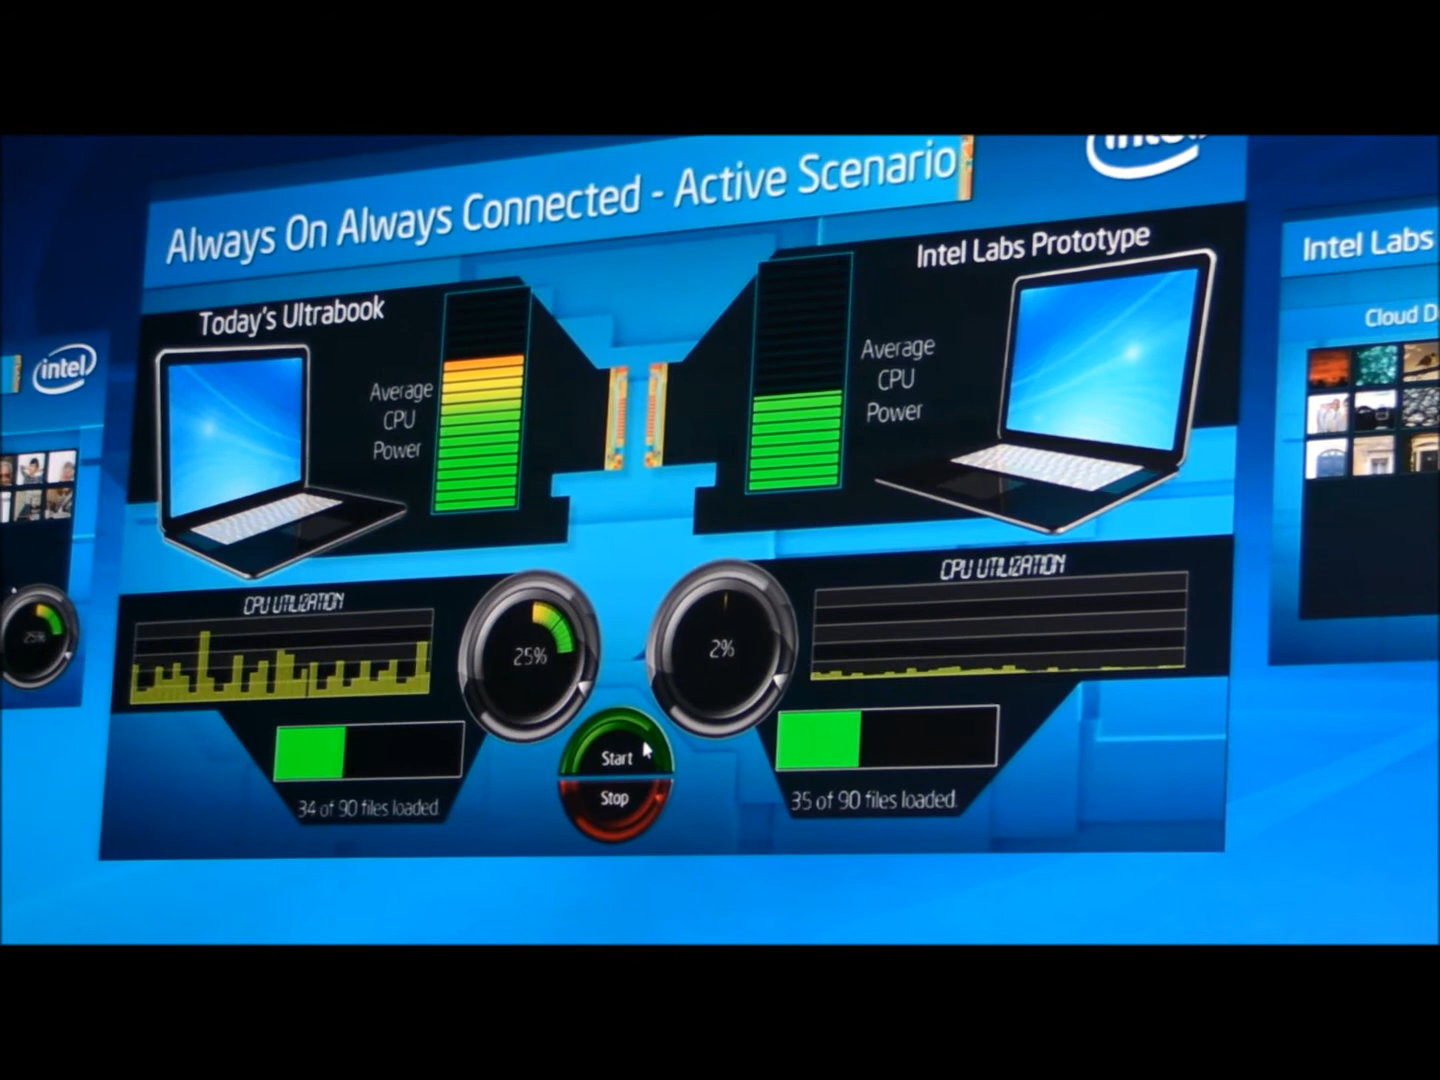 Always On Always Connected - Active Scenario
intel
Today's Ultrabook
Average
CPU
Power
Intel Labs Prototype
Average
CPU
Power
Intel Labs
Cloud D
intel
CPU UTILIZATION
25%
2%
CPU UTILIZATION
25%
34 of 90 files loaded.
Start
Stop
35 of 90 files loaded.